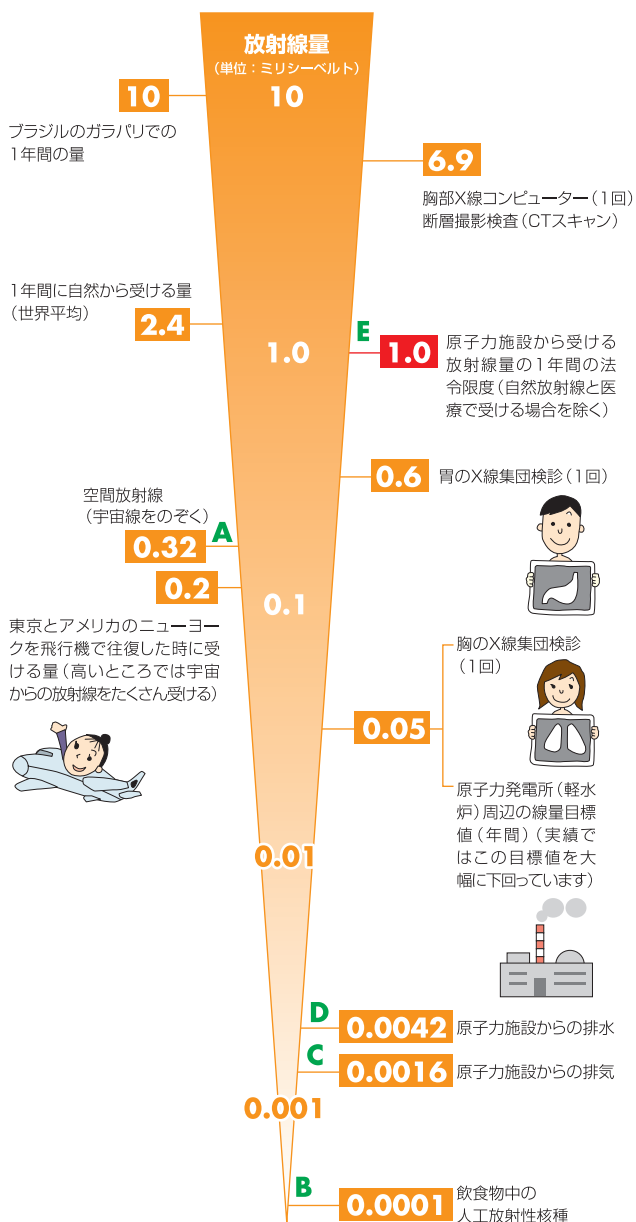 放射線量
(単位:ミリシーベルト)
10
10
ブラジルのガラパリでの
1年間の量
6.9
胸部X線コンピューター(1回)
断層撮影検査(CTスキャン)
1年間に自然から受ける量
(世界平均)
2.4
1.0
E
1.0
原子力施設から受ける
放射線量の1年間の法
令限度(自然放射線と医
療で受ける場合を除く)
0.6
胃のX線集団検診(1回)
空間放射線
(宇宙線をのぞく)
A
0.32
0.2
0.1
東京とアメリカのニューヨー
クを飛行機で往復した時に受
ける量(高いところでは宇宙
からの放射線をたくさん受ける)
胸のX線集団検診
(1回)
0.05
原子力発電所(軽水
炉)周辺の線量目標
値(年間)(実績で
はこの目標値を大
幅に下回っています)
0.01
D
0.0042
原子力施設からの排水
C
0.0016
原子力施設からの排気
0.001
B
0.0001
飲食物中の
人工放射性核種